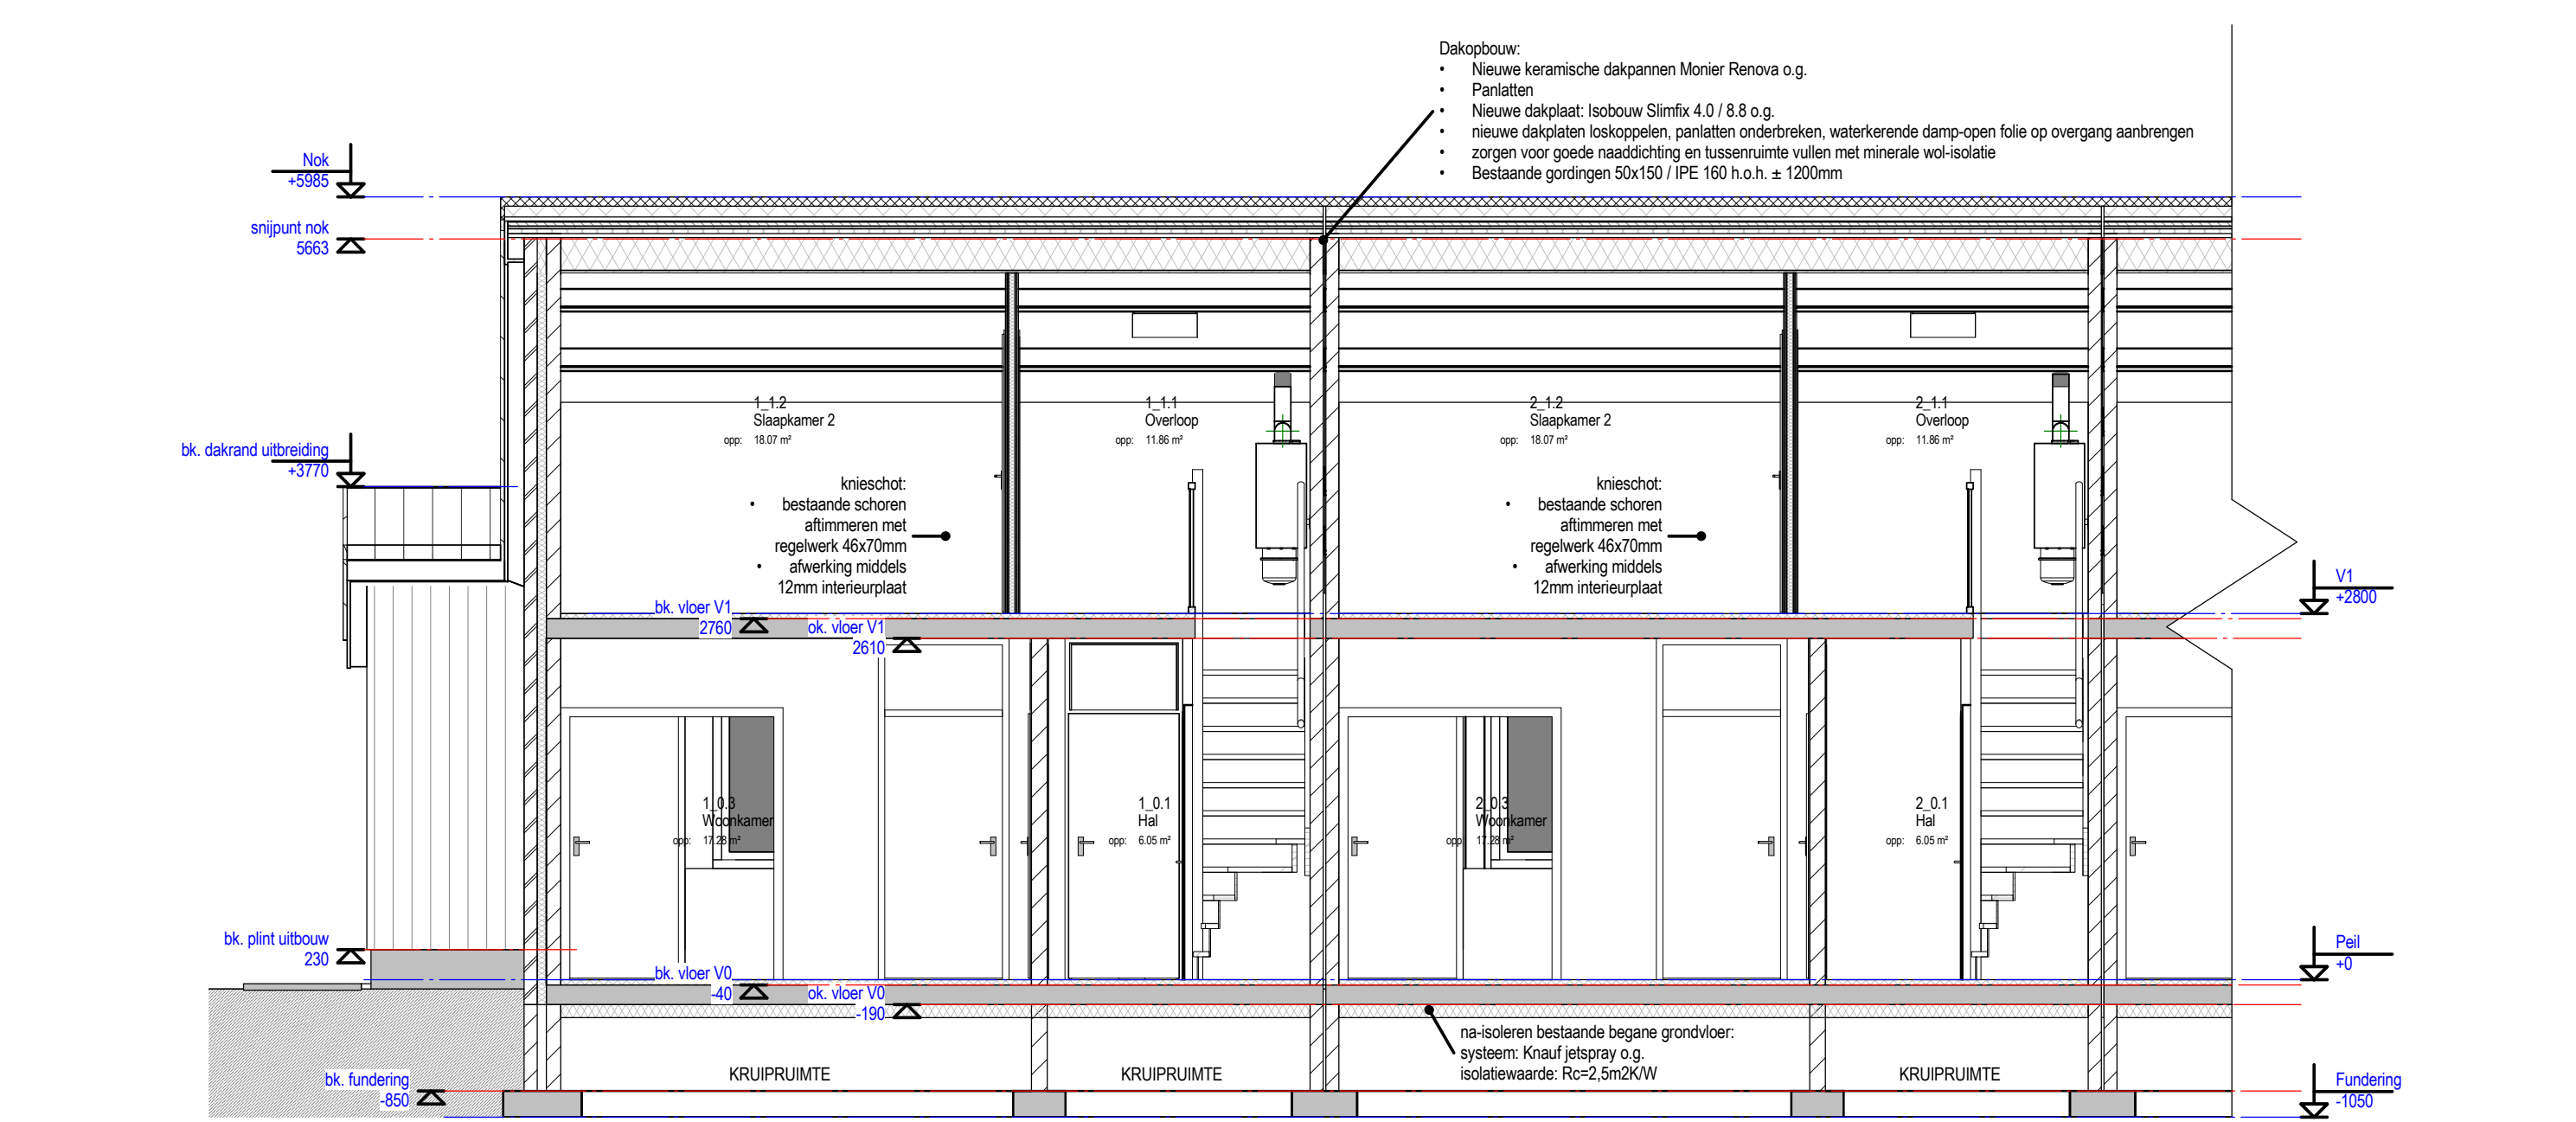 Dakopbouw:
• Nieuwe keramische dakpannen Monier Renova o.g.
• Panlatten
• Nieuwe dakplaat: Isobouw Slimfix 4.0 / 8.8 o.g.
• nieuwe dakplaten loskoppelen, panlatten onderbreken, waterkerende damp-open folie op overgang aanbrengen
• zorgen voor goede naaddichting en tussenruimte vullen met minerale wol-isolatie
• Bestaande gordingen 50x150 / IPE 160 h.o.h. ± 1200mm
Nok
+5985
snijpunt nok
5663
bk. dakrand uitbreiding
+3770
1_1.2
Slaapkamer 2
opp: 18.07 m²
1_1.1
Overloop
opp: 11.86 m²
2_1.2
Slaapkamer 2
opp: 18.07 m²
2_1.1
Overloop
opp: 11.86 m²
knieschot:
• bestaande schoren
aftimmeren met
regelwerk 46x70mm
• afwerking middels
12mm interieurplaat
knieschot:
• bestaande schoren
aftimmeren met
regelwerk 46x70mm
• afwerking middels
12mm interieurplaat
V1
+2800
bk. vloer V1
2760
ok. vloer V1
2610
1_0.3
Woonkamer
opp: 17.28 m²
1_0.1
Hal
opp: 6.05 m²
2_0.3
Woonkamer
opp: 17.28 m²
2_0.1
Hal
opp: 6.05 m²
bk. plint uitbouw
230
Peil
+0
bk. vloer V0
-40
ok. vloer V0
-190
na-isoleren bestaande begane grondvloer:
systeem: Knauf jetspray o.g.
isolatiewaarde: Rc=2,5m2K/W
KRUIPRUIMTE
KRUIPRUIMTE
KRUIPRUIMTE
bk. fundering
-850
Fundering
-1050